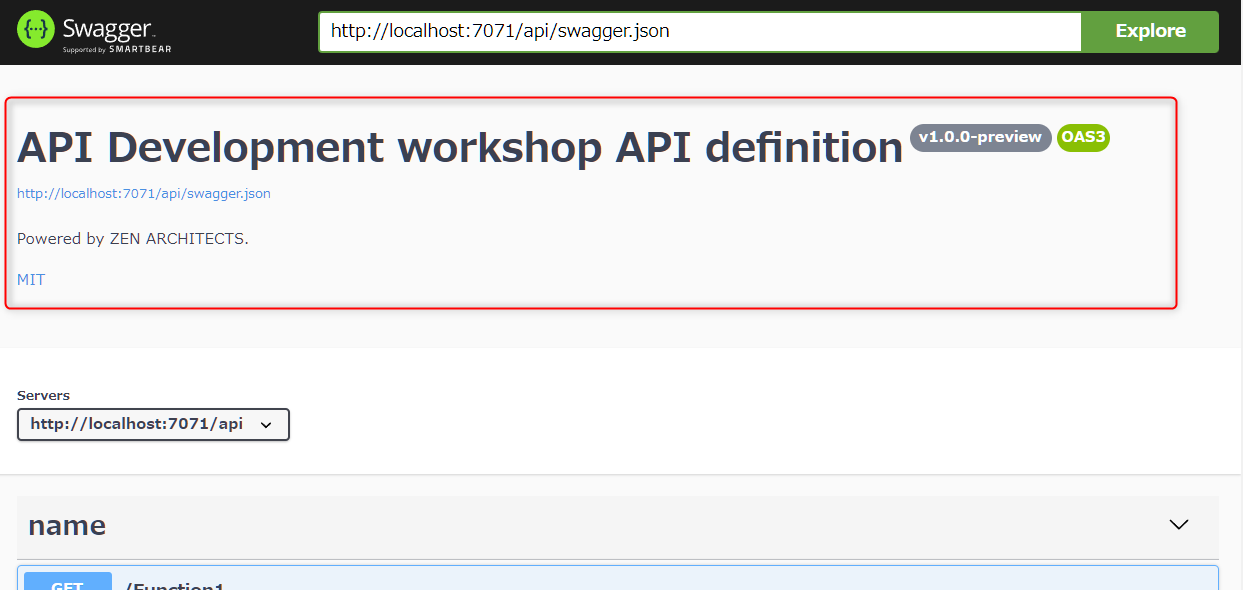 Swagger
Supported by SMARTBEAR
http://localhost:7071/api/swagger.json
Explore
API Development workshop API definition
v1.0.0-preview
OAS3
http://localhost:7071/api/swagger.json
Powered by ZEN ARCHITECTS.
MIT
Servers
http://localhost:7071/api
name
GET
/Function1